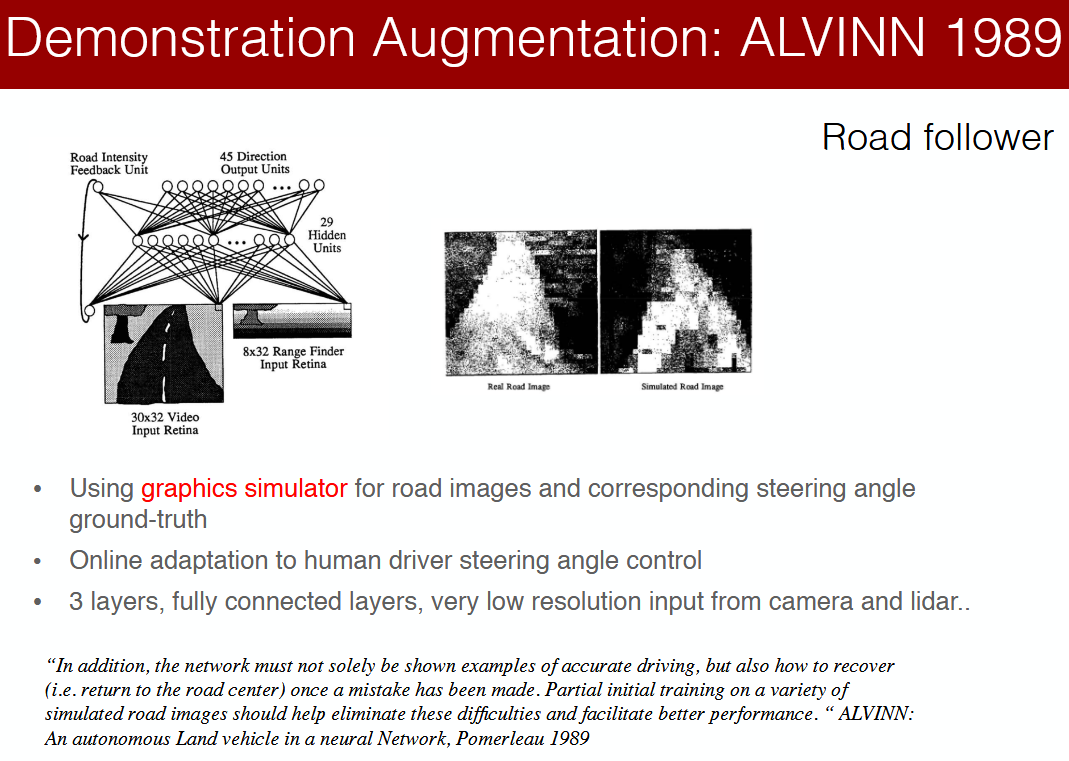 Demonstration Augmentation: ALVINN 1989
Road follower
Road Intensity
Feedback Unit
45 Direction
Output Units
29
Hidden
Units
8x32 Range Finder
Input Retina
30x32 Video
Input Retina
Real Road Image
Simulated Road Image
• Using graphics simulator for road images and corresponding steering angle
ground-truth
• Online adaptation to human driver steering angle control
• 3 layers, fully connected layers, very low resolution input from camera and lidar..
“In addition, the network must not solely be shown examples of accurate driving, but also how to recover
(i.e. return to the road center) once a mistake has been made. Partial initial training on a variety of
simulated road images should help eliminate these difficulties and facilitate better performance. “ ALVINN:
An autonomous Land vehicle in a neural Network, Pomerleau 1989